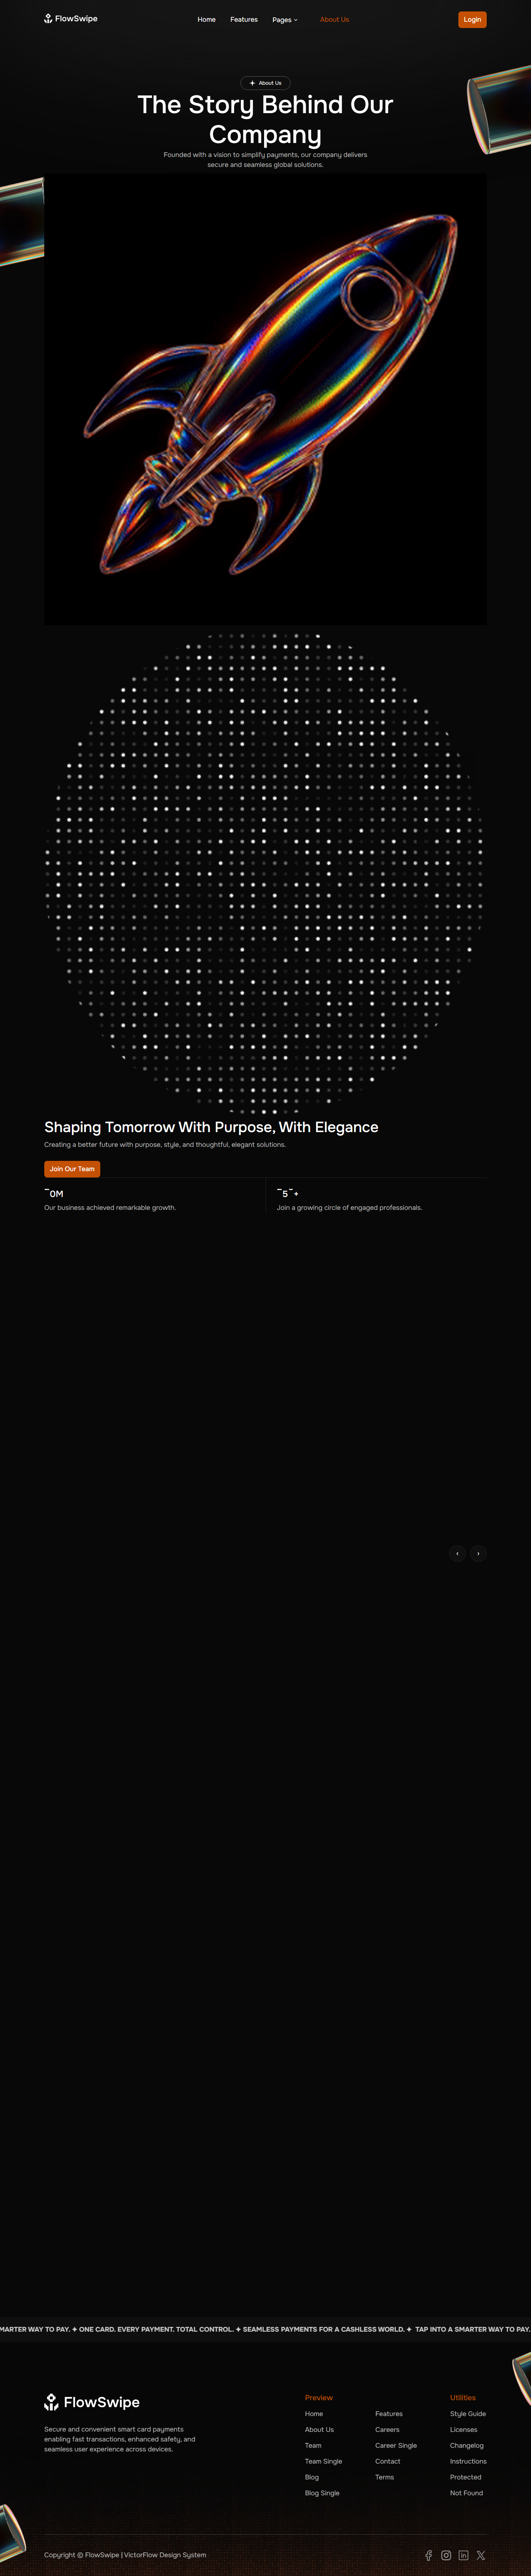 FlowSwipe
Home
Features
Pages
About Us
Login
About Us
The Story Behind Our
Company
Founded with a vision to simplify payments, our company delivers
secure and seamless global solutions.
Shaping Tomorrow With Purpose, With Elegance
Creating a better future with purpose, style, and thoughtful, elegant solutions.
Join Our Team
0M
Our business achieved remarkable growth.
5 +
Join a growing circle of engaged professionals.
MARTER WAY TO PAY. ONE CARD. EVERY PAYMENT. TOTAL CONTROL. SEAMLESS PAYMENTS FOR A CASHLESS WORLD. TAP INTO A SMARTER WAY TO PAY.
FlowSwipe
Secure and convenient smart card payments
enabling fast transactions, enhanced safety, and
seamless user experience across devices.
Preview
Home
About Us
Team
Team Single
Blog
Blog Single
Features
Careers
Career Single
Contact
Terms
Utilities
Style Guide
Licenses
Changelog
Instructions
Protected
Not Found
Copyright © FlowSwipe | VictorFlow Design System